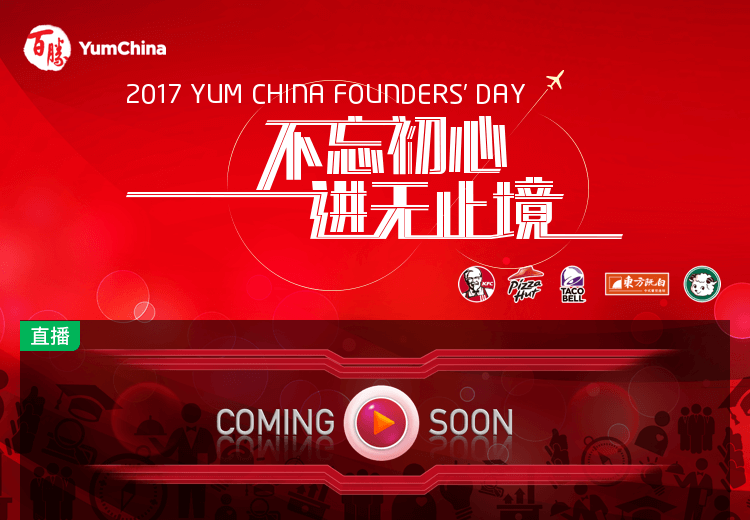 百勝 YumChina
2017 YUM CHINA FOUNDERS' DAY
不忘初心
进无止境
KFC
Pizza
Hut
TACO
BELL
東方既白
直播
COMING SOON